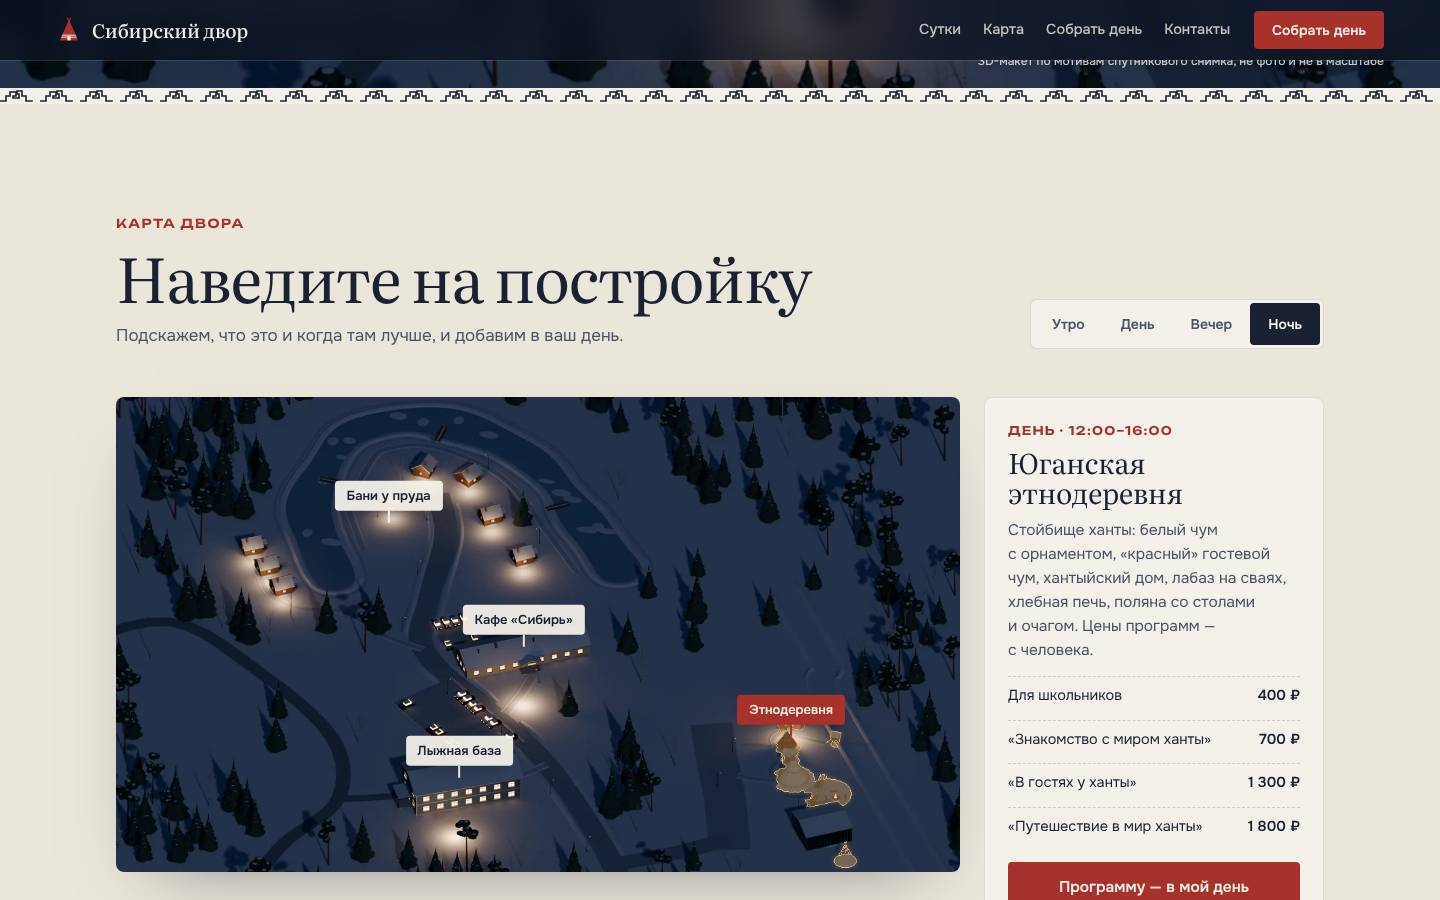 Сибирский двор
Сутки
Карта
Собрать день
Контакты
Собрать день
3D-макет по мотивам спутникового снимка, не фото и не в масштабе
КАРТА ДВОРА
Наведите на постройку
Подскажем, что это и когда там лучше, и добавим в ваш день.
Утро
День
Вечер
Ночь
Бани у пруда
Кафе «Сибирь»
Этнодеревня
Лыжная база
ДЕНЬ · 12:00–16:00
Юганская
этнодеревня
Стойбище ханты: белый чум
с орнаментом, «красный» гостевой
чум, хантыйский дом, лабаз на сваях,
хлебная печь, поляна со столами
и очагом. Цены программ —
с человека.
Для школьников 400 ₽
«Знакомство с миром ханты» 700 ₽
«В гостях у ханты» 1 300 ₽
«Путешествие в мир ханты» 1 800 ₽
Программу — в мой день